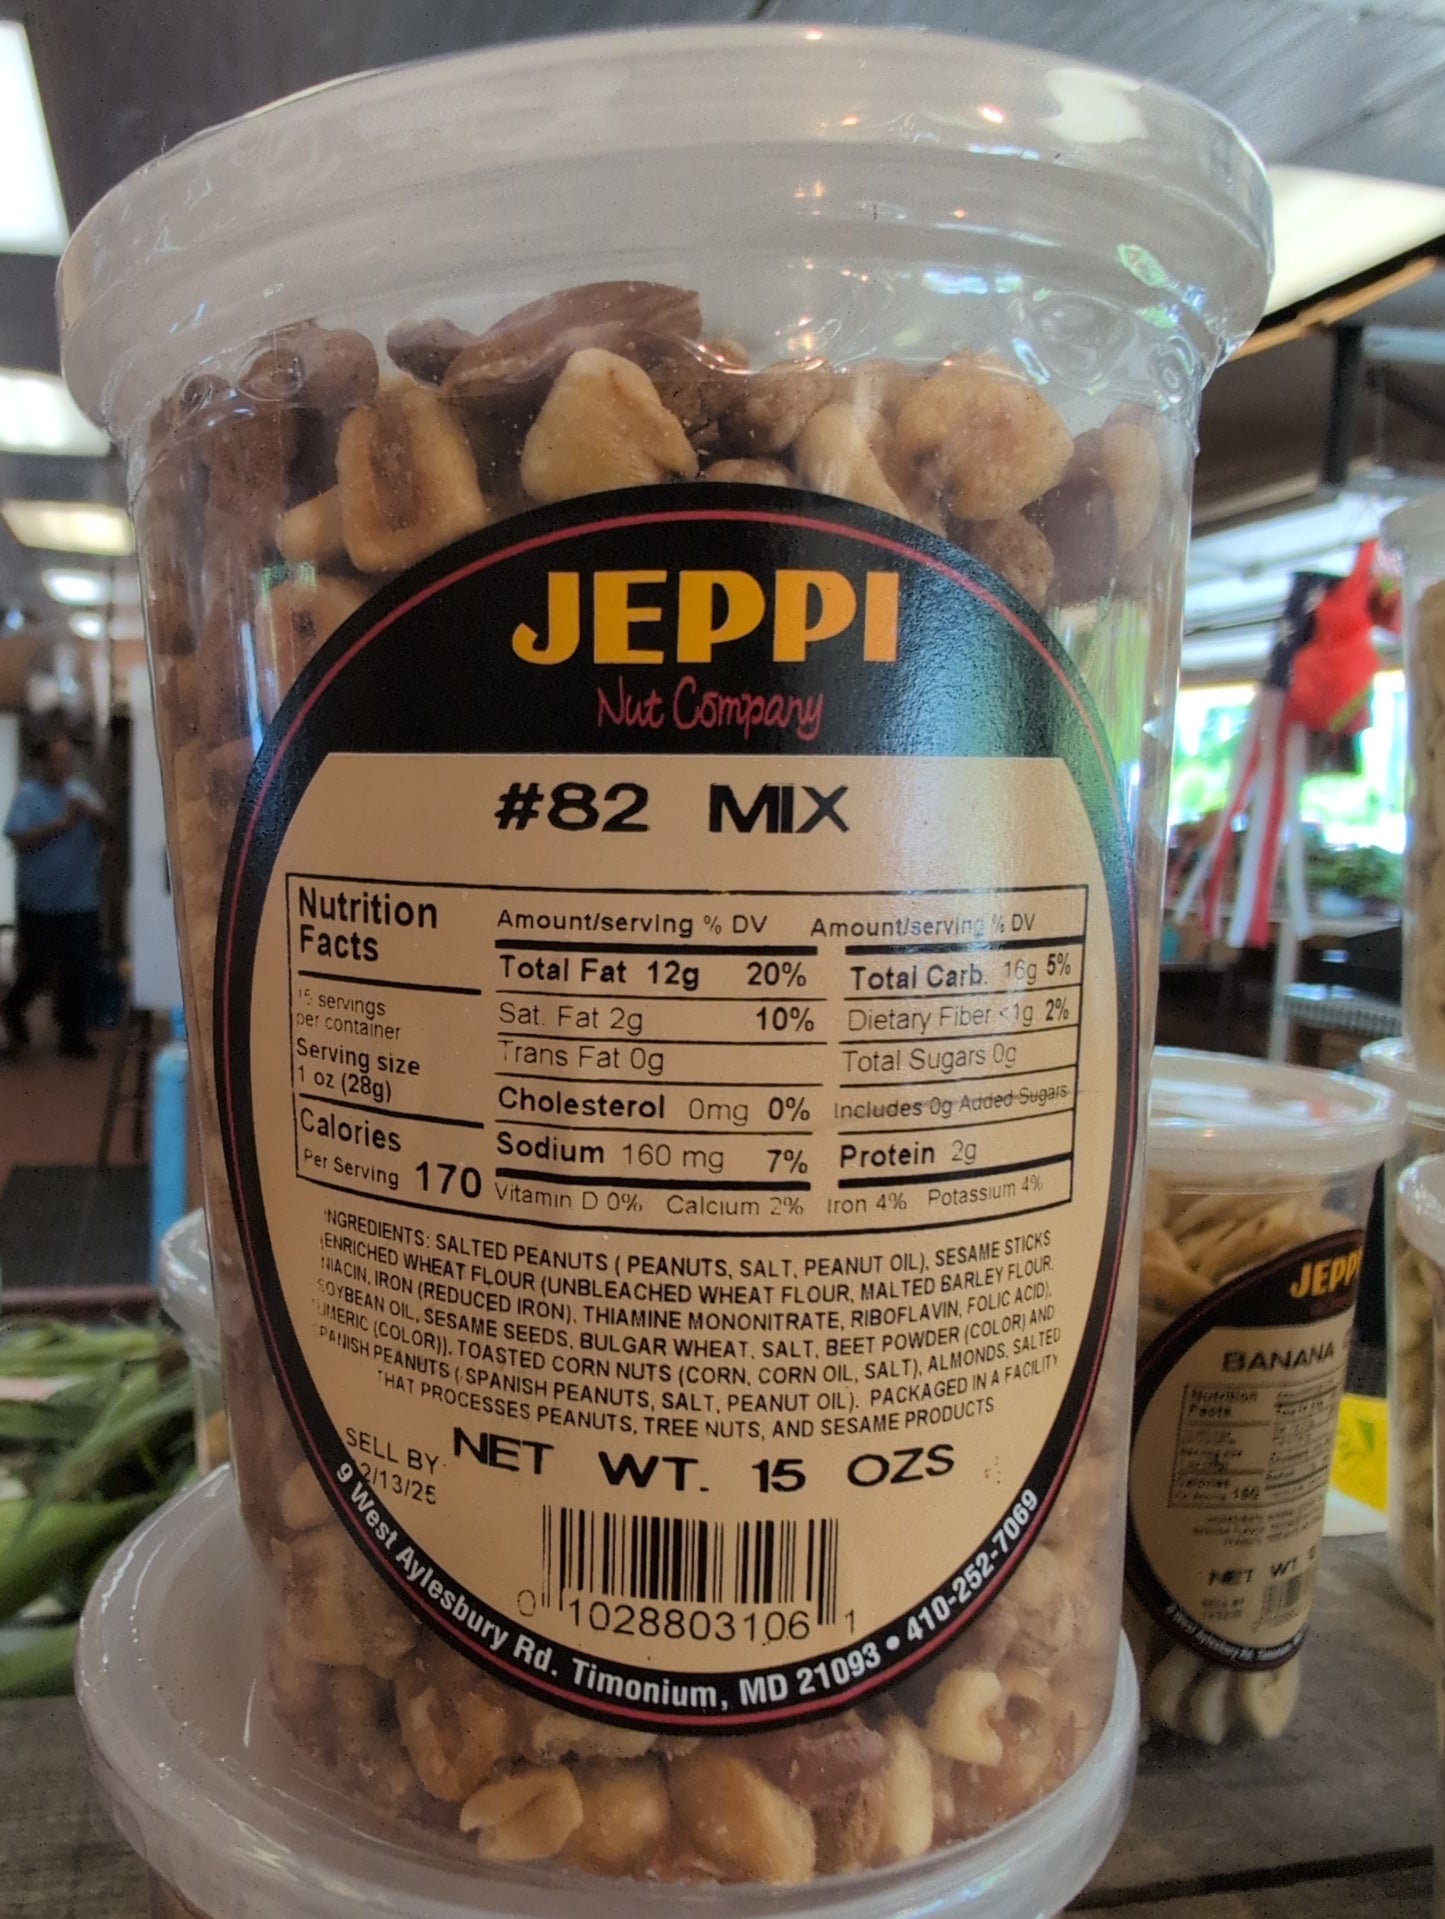 JEPPI
Nut Company
#82 MIX
Nutrition
Facts
15 servings
per container
Serving size
1 oz (28g)
Calories
Per Serving 170
Amount/serving % DV
Total Fat 12g 20%
Sat. Fat 2g 10%
Trans Fat 0g
Cholesterol 0mg 0%
Sodium 160 mg 7%
Amount/serving % DV
Total Carb. 16g 5%
Dietary Fiber <1g 2%
Total Sugars 0g
Includes 0g Added Sugars
Protein 2g
Vitamin D 0% Calcium 2% Iron 4% Potassium 4%
INGREDIENTS: SALTED PEANUTS ( PEANUTS, SALT, PEANUT OIL), SESAME STICKS
(ENRICHED WHEAT FLOUR (UNBLEACHED WHEAT FLOUR, MALTED BARLEY FLOUR,
NIACIN, IRON (REDUCED IRON), THIAMINE MONONITRATE, RIBOFLAVIN, FOLIC ACID),
SOYBEAN OIL, SESAME SEEDS, BULGAR WHEAT, SALT, BEET POWDER (COLOR) AND
TUMERIC (COLOR)), TOASTED CORN NUTS (CORN, CORN OIL, SALT), ALMONDS, SALTED
SPANISH PEANUTS ( SPANISH PEANUTS, SALT, PEANUT OIL). PACKAGED IN A FACILITY
THAT PROCESSES PEANUTS, TREE NUTS, AND SESAME PRODUCTS
SELL BY
2/13/25
NET WT. 15 OZS
0 1028803106 1
9 West Aylesbury Rd. Timonium, MD 21093 • 410-252-7069
JEPP
BANANA
Nutrition
Facts
NET WT